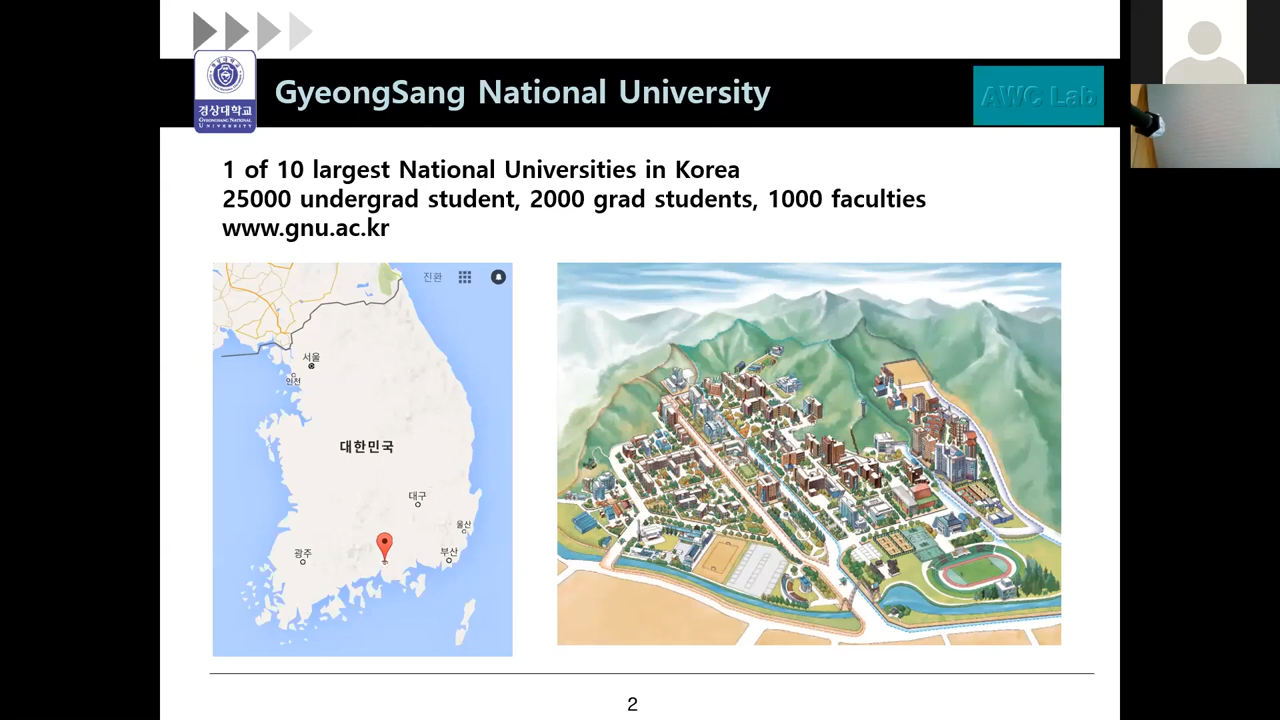 경상대학교
GYEONGSANG NATIONAL
UNIVERSITY
GyeongSang National University
AWC Lab
1 of 10 largest National Universities in Korea
25000 undergrad student, 2000 grad students, 1000 faculties
www.gnu.ac.kr
진환
서울
인천
대한민국
대구
울산
광주
부산
2